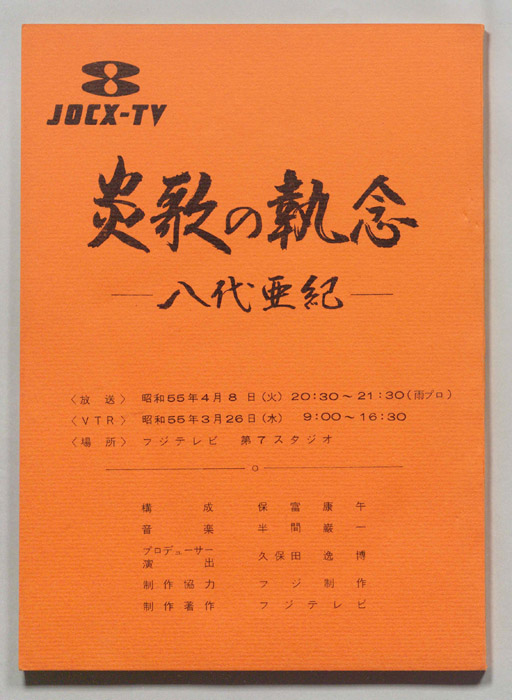 JOCX-TV
炎歌の執念
八代亜紀
〈放送〉 昭和55年4月8日(火) 20:30～21:30(雨プロ)
〈VTR〉 昭和55年3月26日(水) 9:00～16:30
〈場所〉 フジテレビ 第7スタジオ
構成 保富康午
音楽 半間巌一
プロデューサー
演出 久保田逸博
制作協力 フジ制作
制作著作 フジテレビ